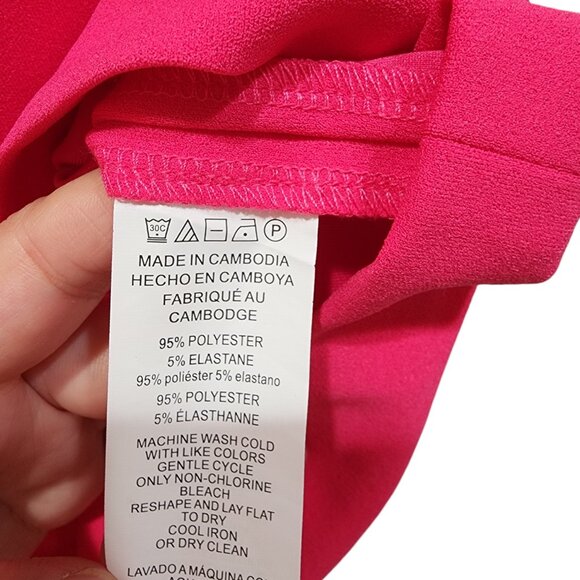 30C P
MADE IN CAMBODIA
HECHO EN CAMBOYA
FABRIQUÉ AU
CAMBODGE
95% POLYESTER
5% ELASTANE
95% poliéster 5% elastano
95% POLYESTER
5% ÉLASTHANNE
MACHINE WASH COLD
WITH LIKE COLORS
GENTLE CYCLE
ONLY NON-CHLORINE
BLEACH
RESHAPE AND LAY FLAT
TO DRY
COOL IRON
OR DRY CLEAN
LAVADO A MÁQUINA